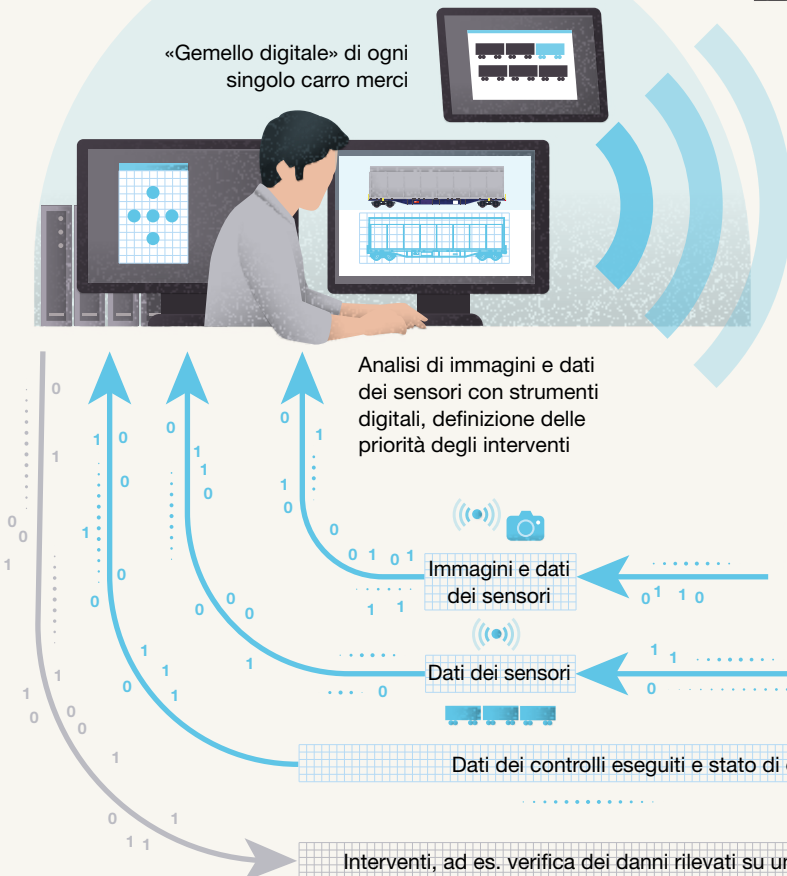 «Gemello digitale» di ogni
singolo carro merci
Analisi di immagini e dati
dei sensori con strumenti
digitali, definizione delle
priorità degli interventi
Immagini e dati
dei sensori
Dati dei sensori
Dati dei controlli eseguiti e stato di
Interventi, ad es. verifica dei danni rilevati su